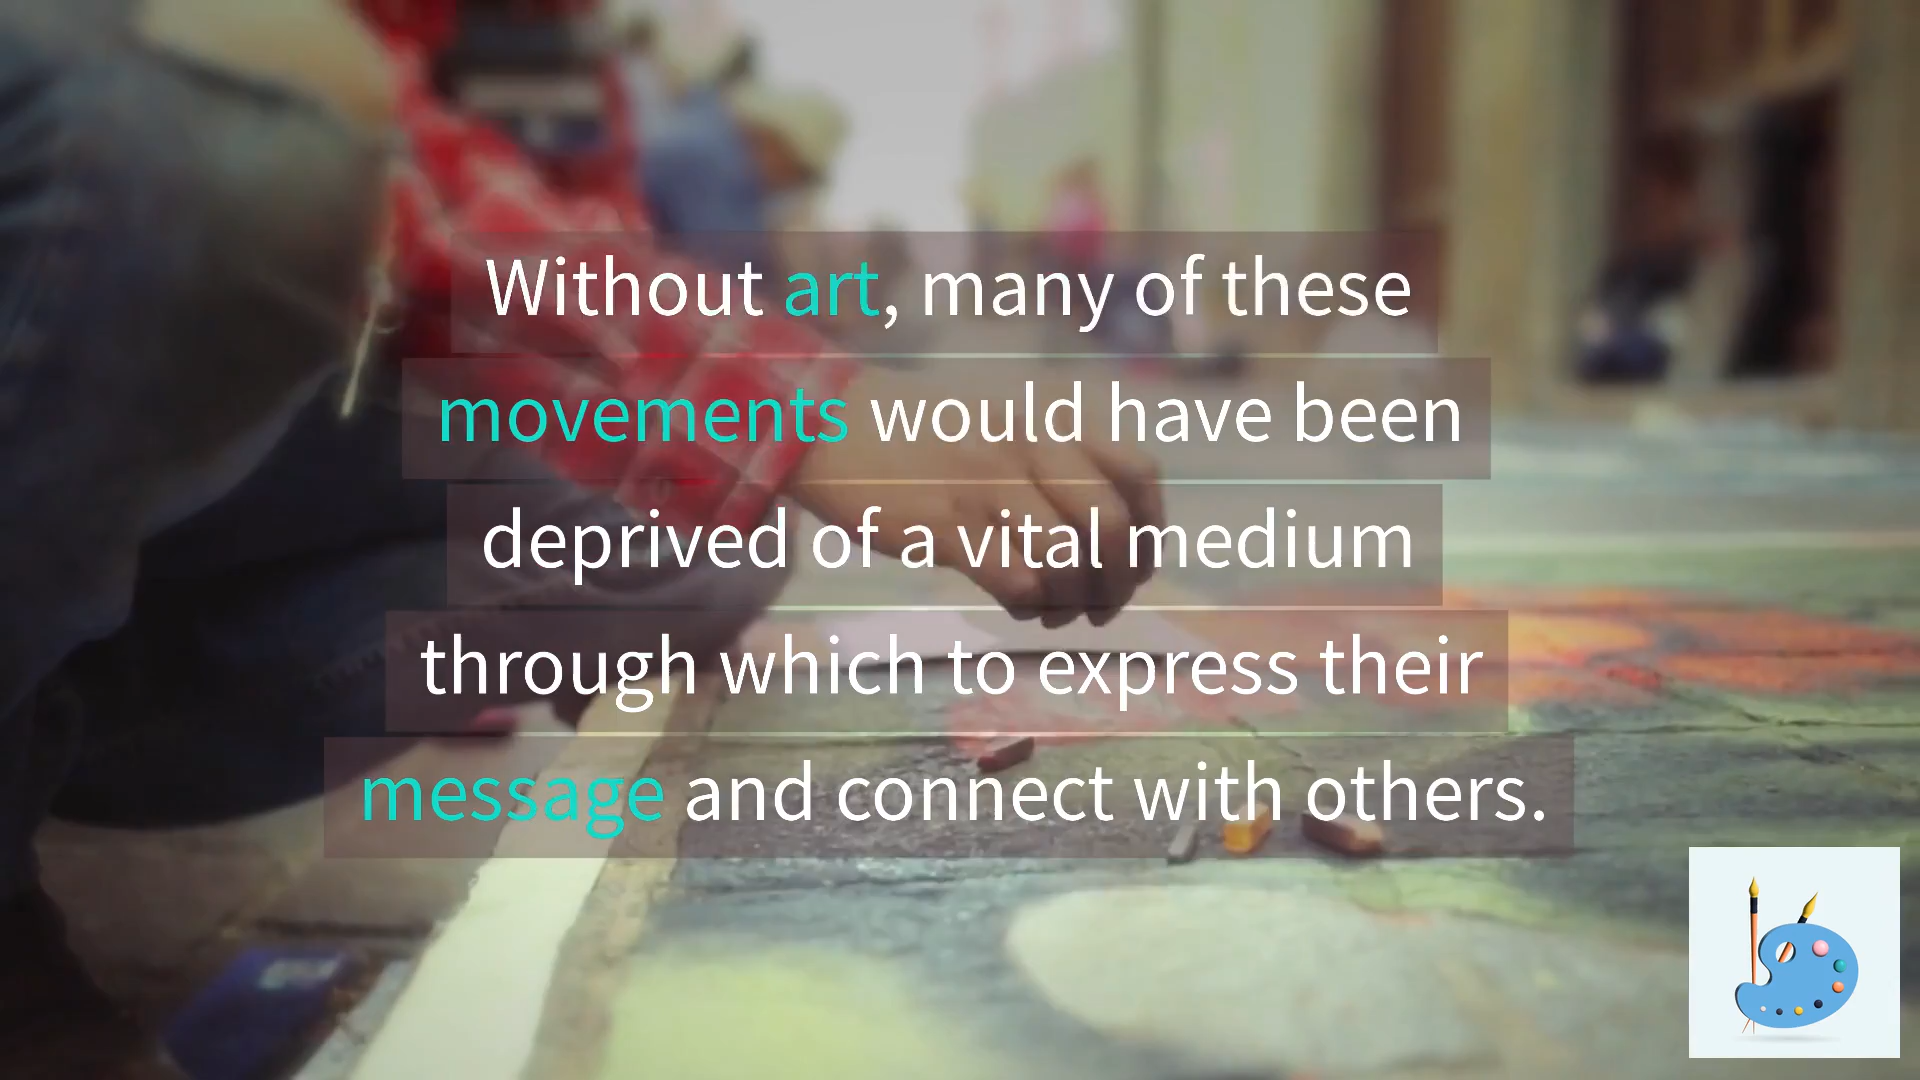 Without art, many of these
movements would have been
deprived of a vital medium
through which to express their
message and connect with others.